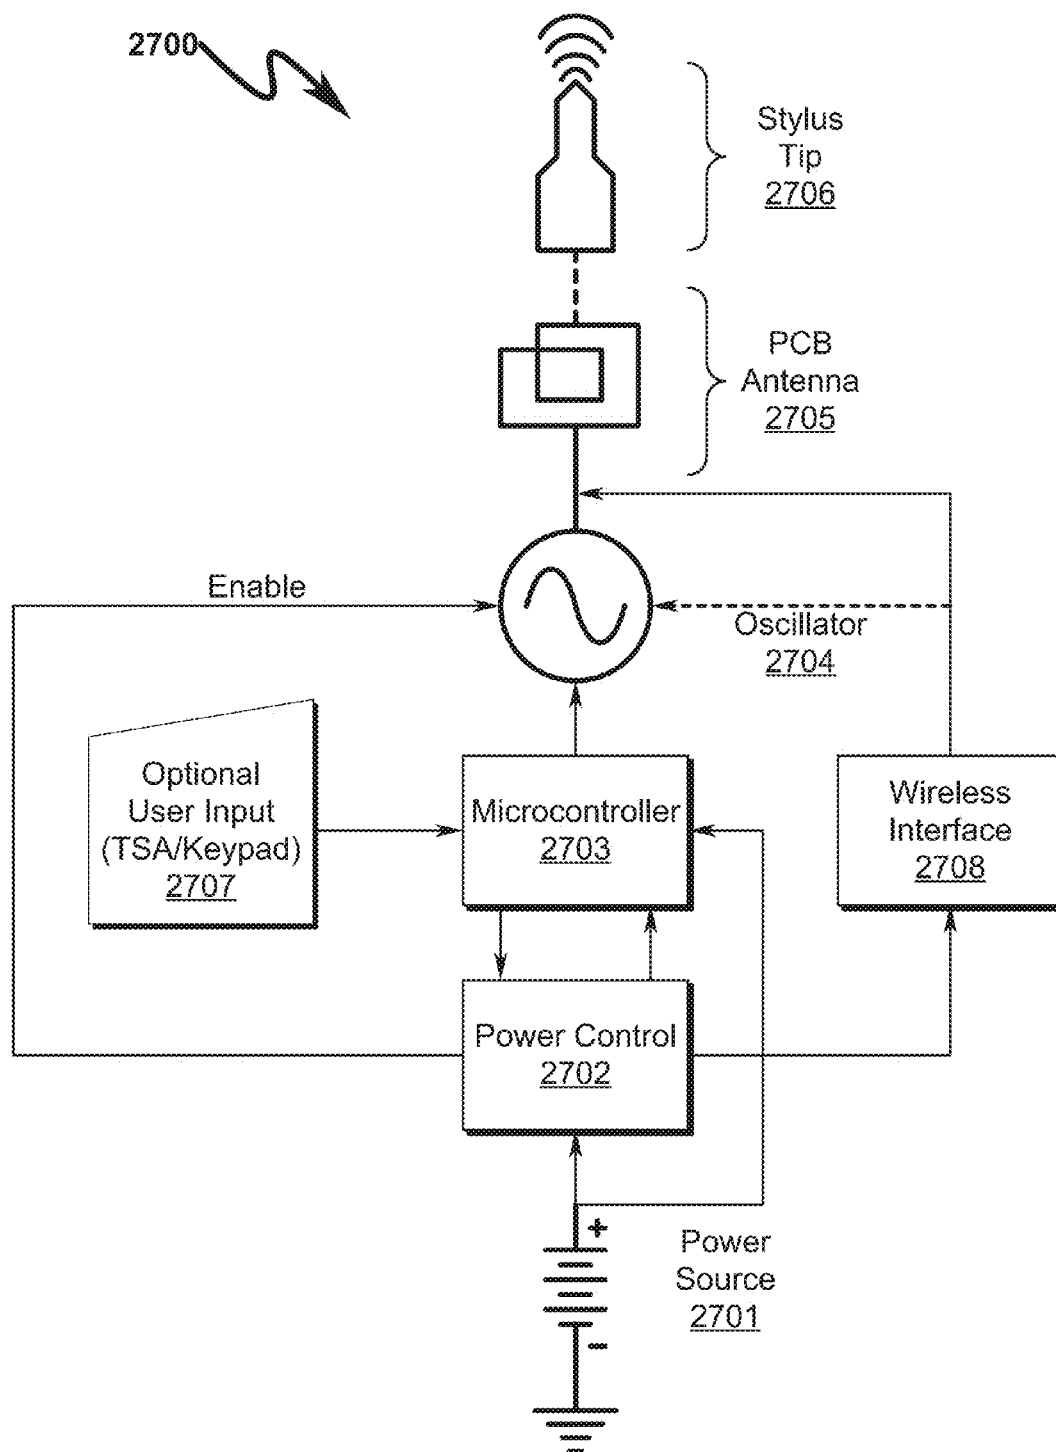 2700
Stylus
Tip
2706
PCB
Antenna
2705
Enable
Oscillator
2704
Optional
User Input
(TSA/Keypad)
2707
Microcontroller
2703
Wireless
Interface
2708
Power Control
2702
+
Power
Source
2701
-